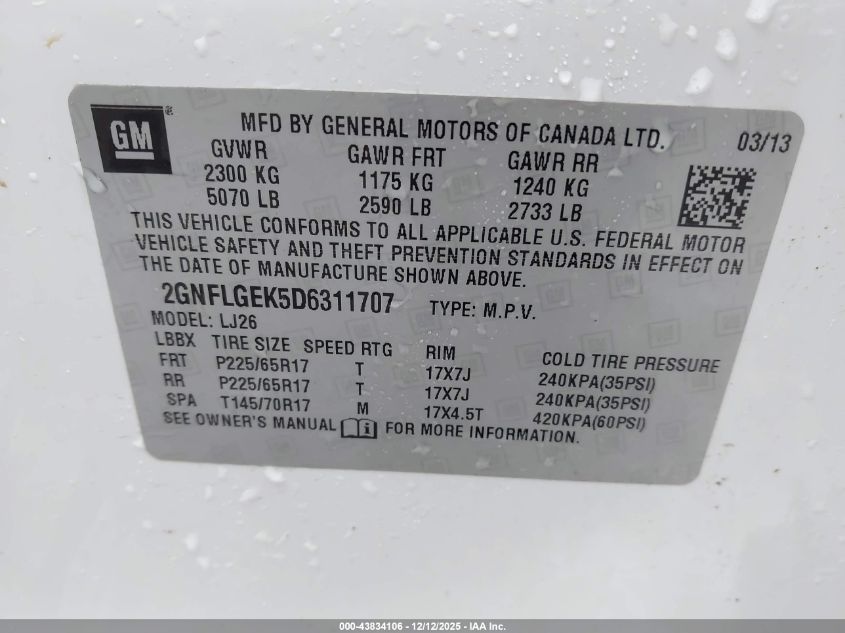 GM ®
MFD BY GENERAL MOTORS OF CANADA LTD. 03/13
GVWR GAWR FRT GAWR RR
2300 KG 1175 KG 1240 KG
5070 LB 2590 LB 2733 LB
THIS VEHICLE CONFORMS TO ALL APPLICABLE U.S. FEDERAL MOTOR
VEHICLE SAFETY AND THEFT PREVENTION STANDARDS IN EFFECT ON
THE DATE OF MANUFACTURE SHOWN ABOVE.
2GNFLGEK5D6311707 TYPE: M.P.V.
MODEL: LJ26
LBBX TIRE SIZE SPEED RTG RIM COLD TIRE PRESSURE
FRT P225/65R17 T 17X7J 240KPA(35PSI)
RR P225/65R17 T 17X7J 240KPA(35PSI)
SPA T145/70R17 M 17X4.5T 420KPA(60PSI)
SEE OWNER'S MANUAL FOR MORE INFORMATION.
000-43834106 - 12/12/2025 - IAA Inc.